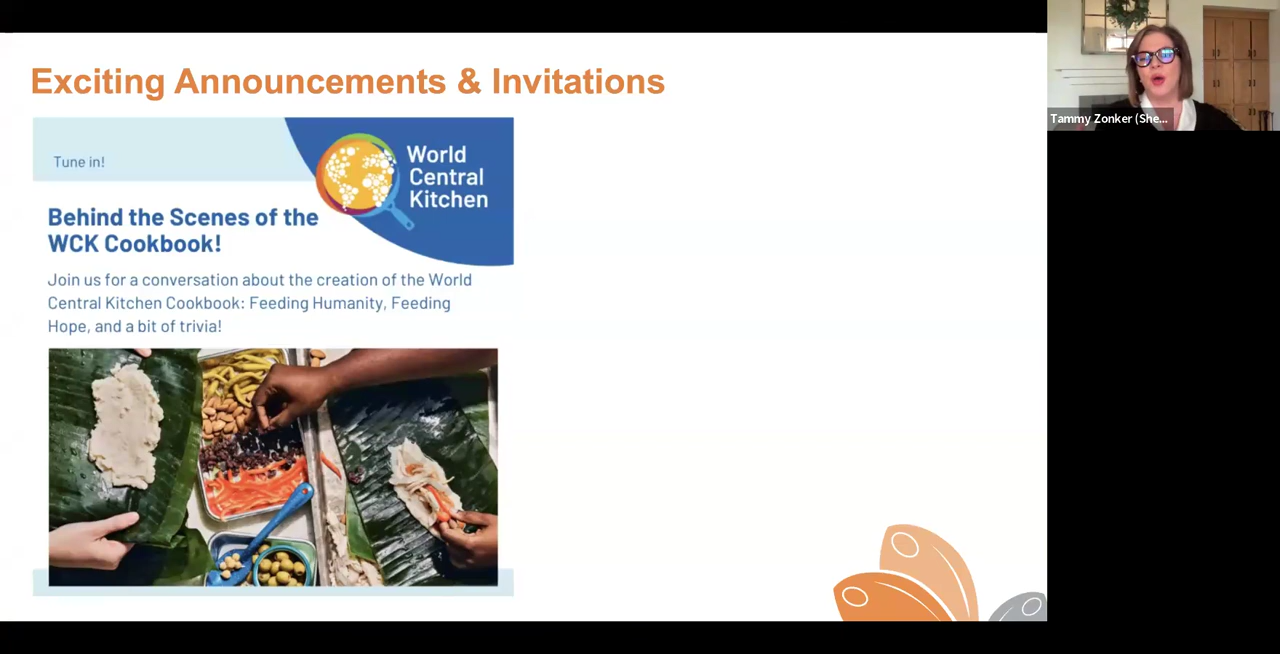 Exciting Announcements & Invitations
Tune in!
World
Central
Kitchen
Behind the Scenes of the
WCK Cookbook!
Join us for a conversation about the creation of the World
Central Kitchen Cookbook: Feeding Humanity, Feeding
Hope, and a bit of trivia!
Tammy Zonker (She...